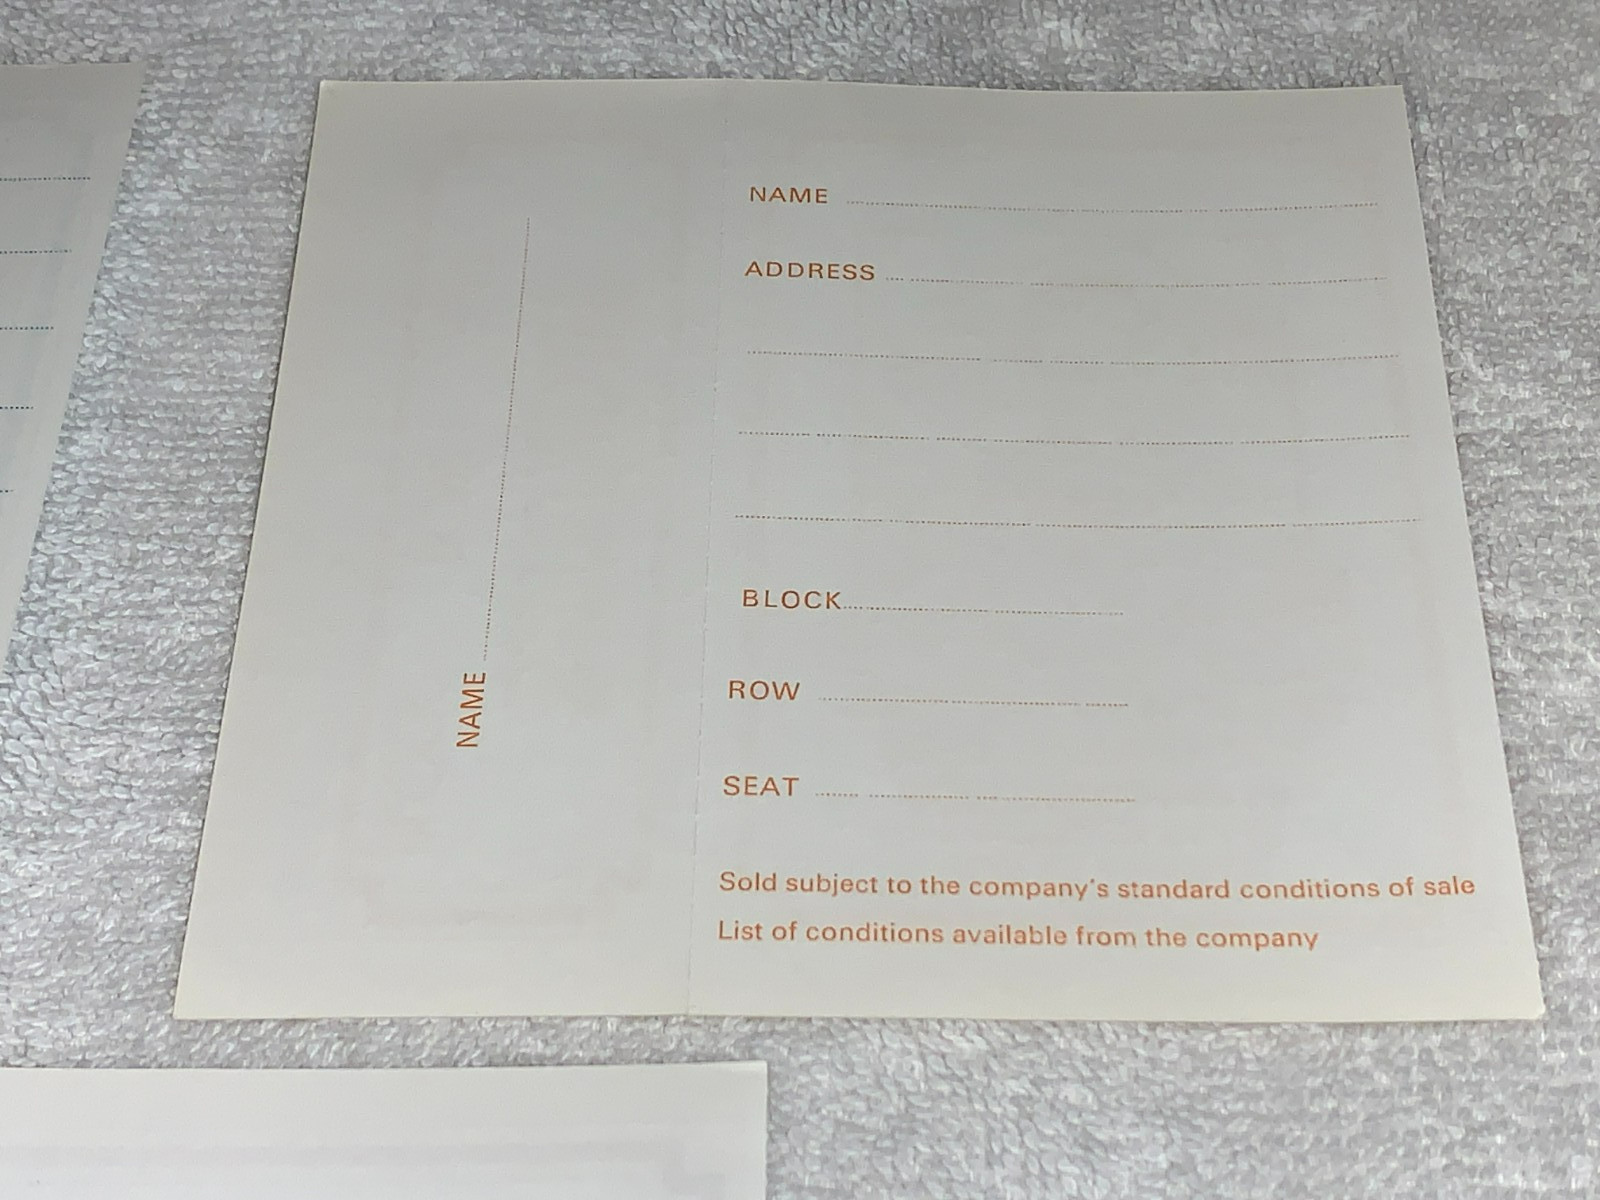 NAME
NAME
ADDRESS
BLOCK
ROW
SEAT
Sold subject to the company's standard conditions of sale
List of conditions available from the company